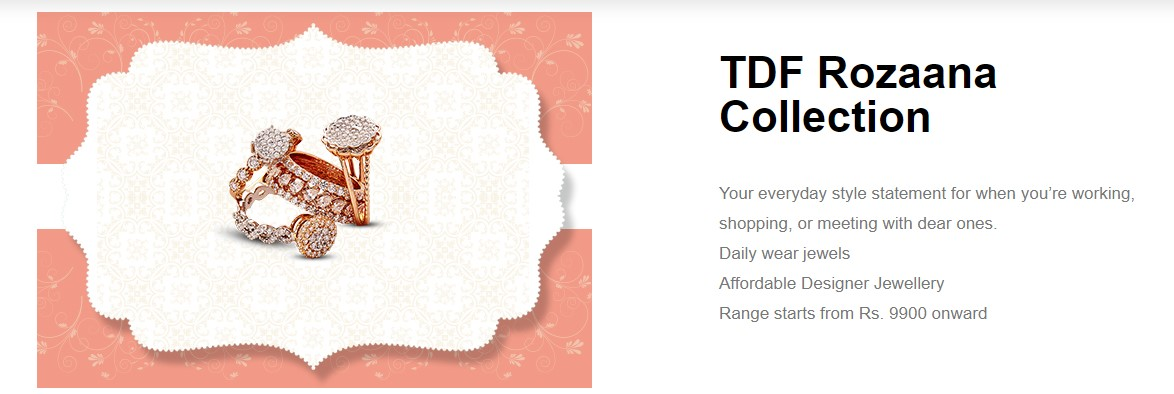 TDF Rozaana
Collection
Your everyday style statement for when you’re working,
shopping, or meeting with dear ones.
Daily wear jewels
Affordable Designer Jewellery
Range starts from Rs. 9900 onward